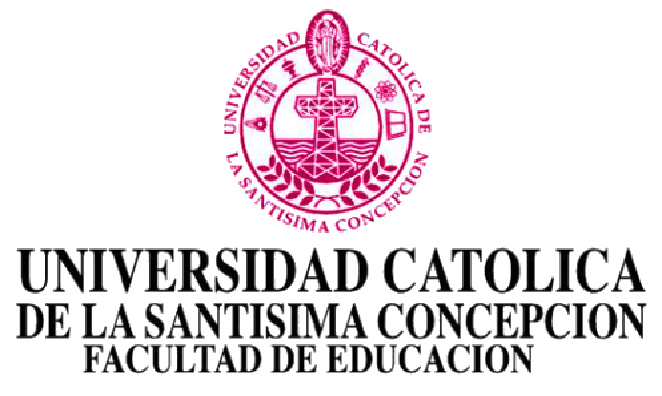 UNIVERSIDAD CATOLICA DE
LA SANTISIMA CONCEPCION
UNIVERSIDAD CATOLICA
DE LA SANTISIMA CONCEPCION
FACULTAD DE EDUCACION